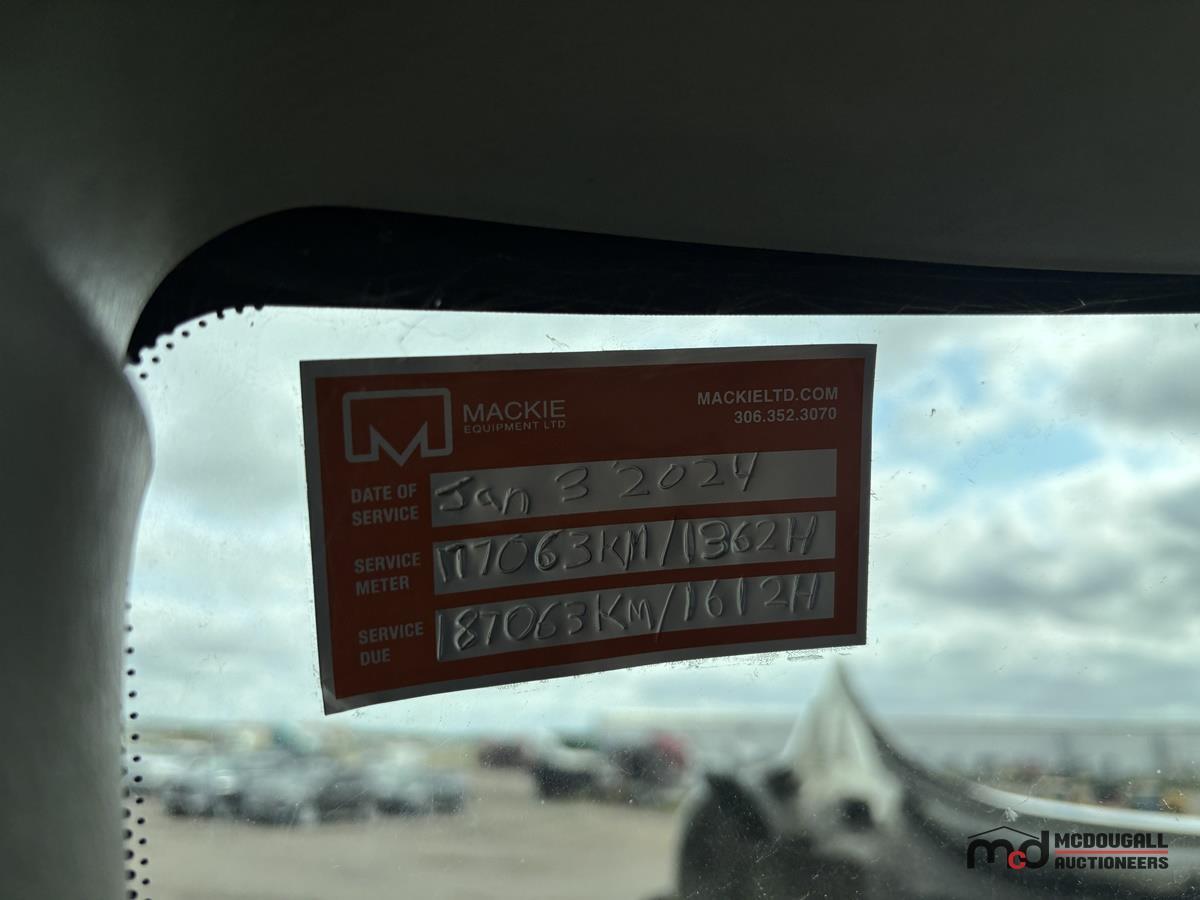 MACKIE
EQUIPMENT LTD
MACKIELTD.COM
306.352.3070
DATE OF SERVICE
Jan 3 2024
SERVICE METER
177063KM/1362H
SERVICE DUE
187063Km/1612H
mcd MCDOUGALL
AUCTIONEERS